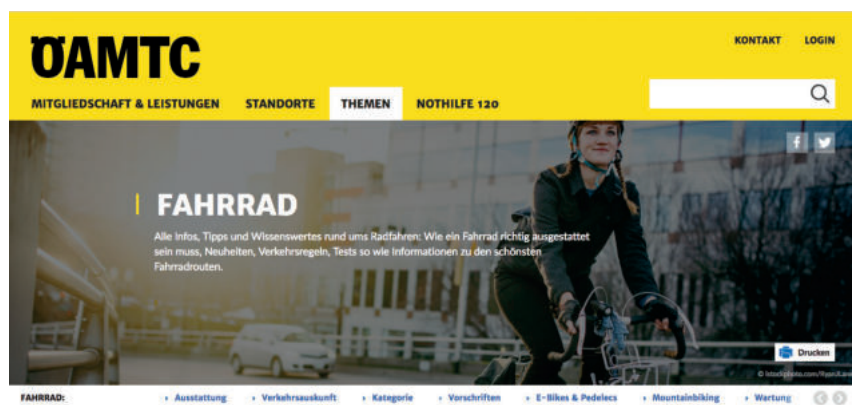 ÖAMTC
KONTAKT LOGIN
MITGLIEDSCHAFT & LEISTUNGEN STANDORTE THEMEN NOTHILFE 120
FAHRRAD
Alle Infos, Tipps und Wissenswertes rund ums Radfahren: Wie ein Fahrrad richtig ausgestattet
sein muss, Neuheiten, Verkehrsregeln, Tests so wie Informationen zu den schönsten
Fahrradrouten.
Drucken
© istockphoto.com/
FAHRRAD: › Ausstattung › Verkehrsauskunft › Kategorie › Vorschriften › E-Bikes & Pedelecs › Mountainbiking › Wartung